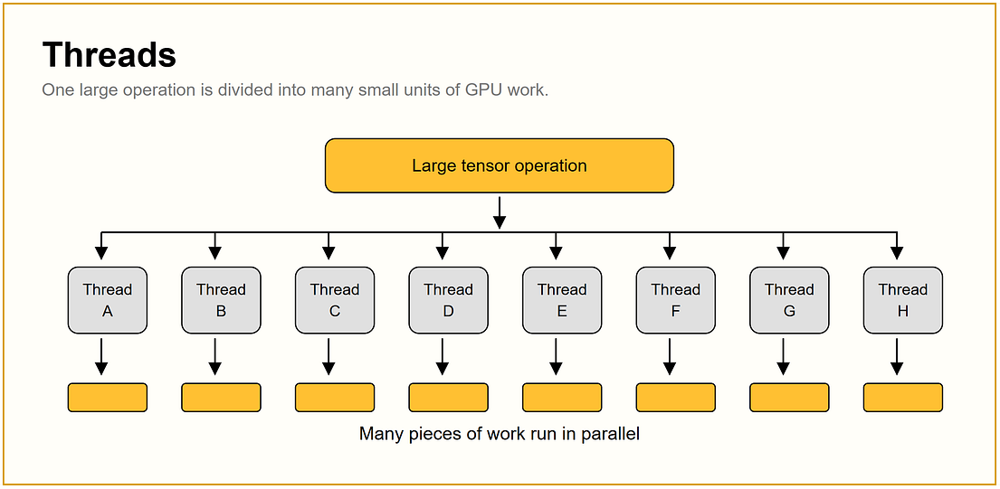 Threads
One large operation is divided into many small units of GPU work.
Large tensor operation
Thread
A
Thread
B
Thread
C
Thread
D
Thread
E
Thread
F
Thread
G
Thread
H
Many pieces of work run in parallel